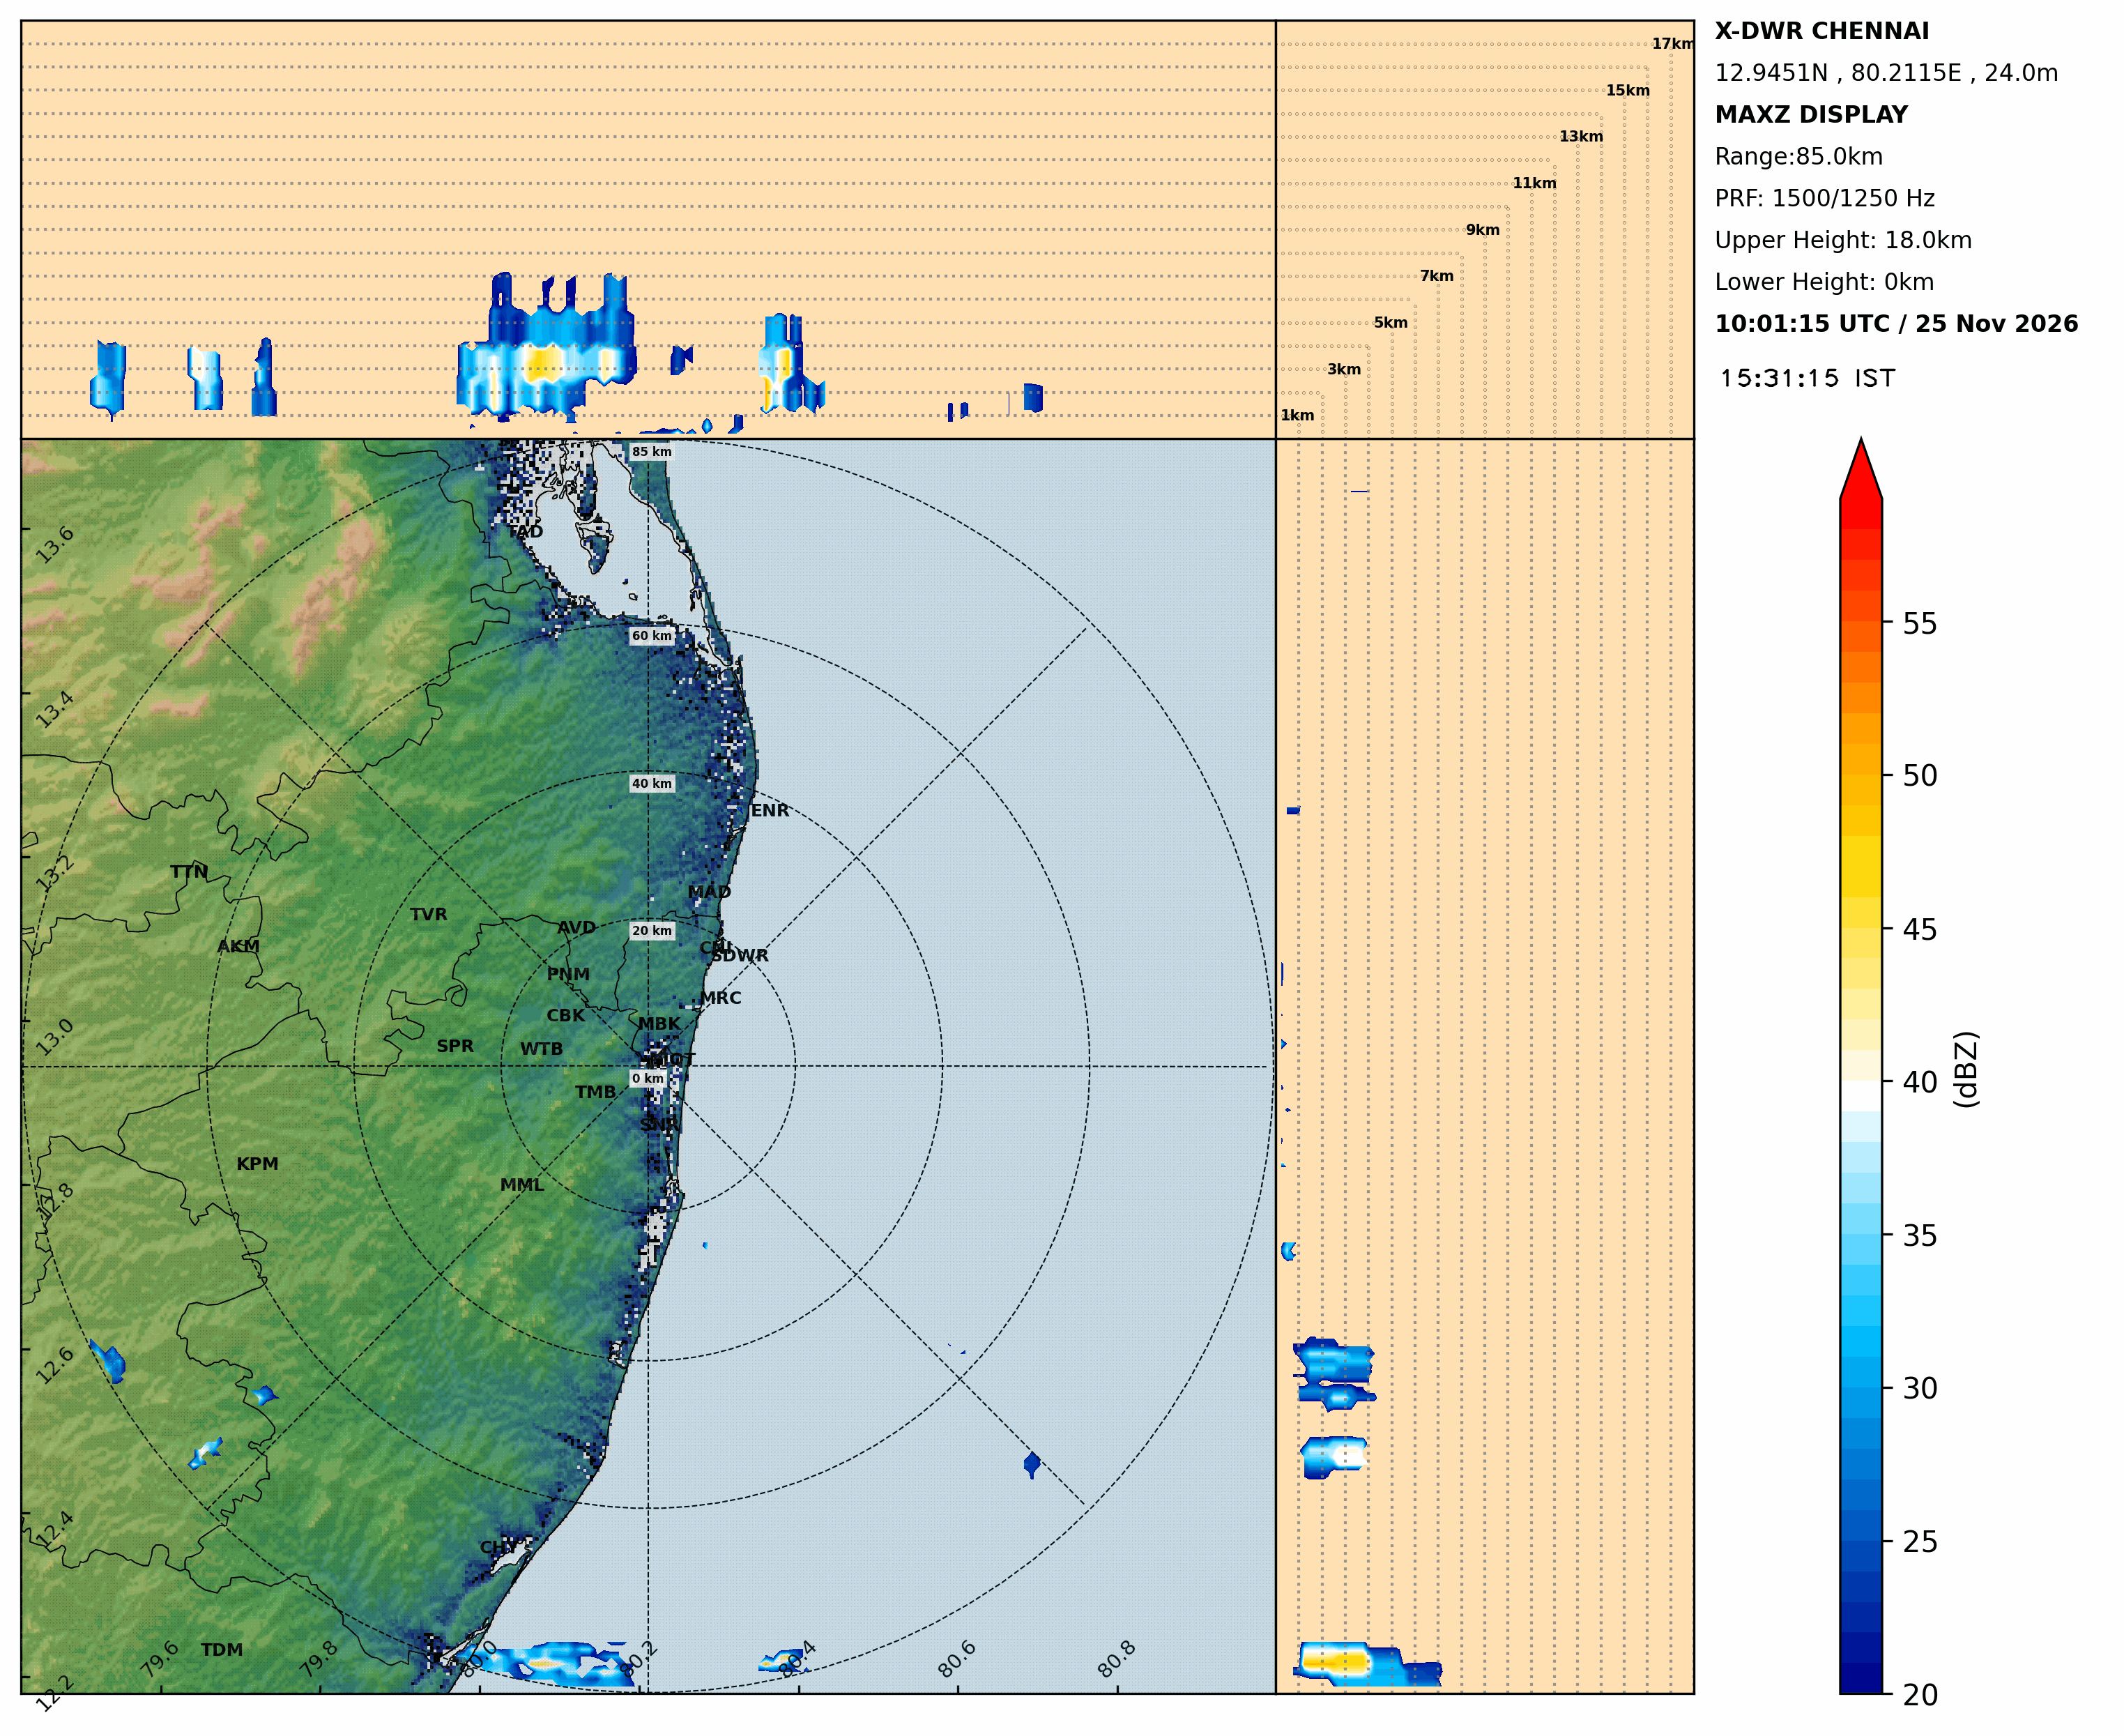 17km
15km
13km
11km
9km
7km
5km
3km
1km
X-DWR CHENNAI
12.9451N , 80.2115E , 24.0m
MAXZ DISPLAY
Range:85.0km
PRF: 1500/1250 Hz
Upper Height: 18.0km
Lower Height: 0km
10:01:15 UTC / 25 Nov 2026
15:31:15 IST
85 km
TAD
13.6
60 km
13.4
40 km
ENR
13.2
TTN
MAD
TVR
AVD
20 km
AKM
SDWR
PNM
MRC
CBK
MBK
13.0
SPR
WTB
0 km
TMB
SNR
KPM
MML
12.8
12.6
12.4
CHY
TDM
12.2
79.6
79.8
80.0
80.2
80.4
80.6
80.8
55
50
45
40
35
30
25
20
(dBZ)